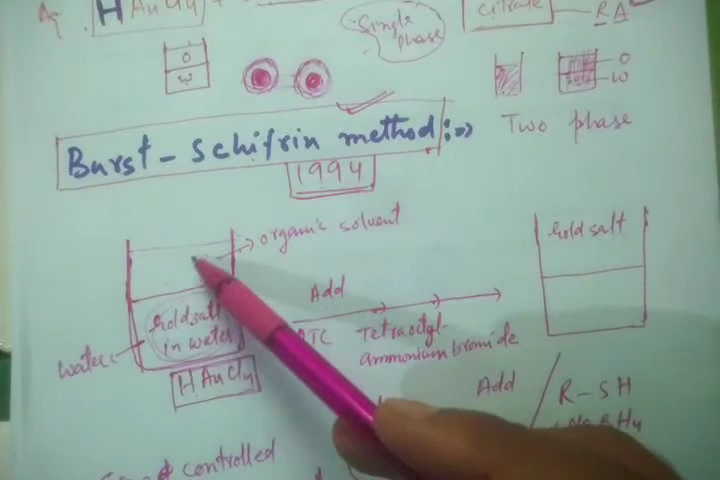 HAuCl4 +
citrate — RA
Single phase
O
W
O
W
Burst - Schifrin method :=>
Two phase
1994
organic solvent
Gold salt
Add
Gold salt in water
PTC
Tetraoctyl-
ammonium bromide
water
HAuCl4
Add
R-SH
NaBH4
controlled